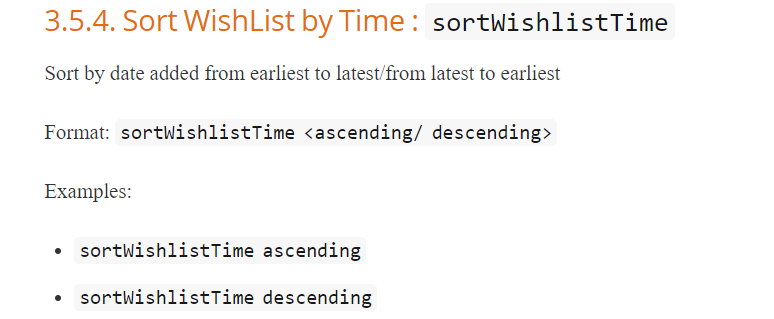 3.5.4. Sort WishList by Time : sortWishlistTime
Sort by date added from earliest to latest/from latest to earliest
Format: sortWishlistTime <ascending/ descending>
Examples:
• sortWishlistTime ascending
• sortWishlistTime descending